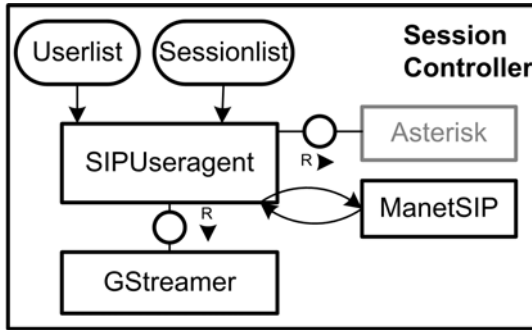 Userlist
Sessionlist
Session
Controller
SIPUseragent
R
Asterisk
ManetSIP
R
GStreamer